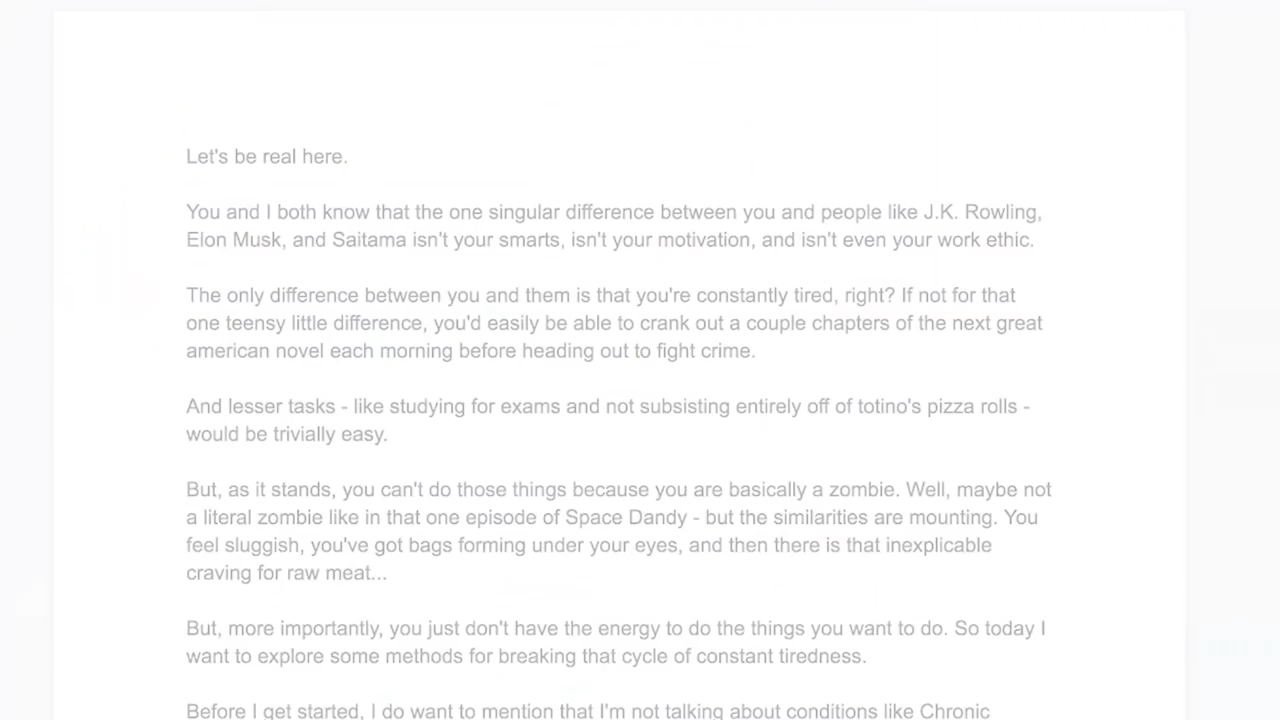 Let's be real here.
You and I both know that the one singular difference between you and people like J.K. Rowling,
Elon Musk, and Saitama isn't your smarts, isn't your motivation, and isn't even your work ethic.
The only difference between you and them is that you're constantly tired, right? If not for that
one teensy little difference, you'd easily be able to crank out a couple chapters of the next great
american novel each morning before heading out to fight crime.
And lesser tasks - like studying for exams and not subsisting entirely off of totino's pizza rolls -
would be trivially easy.
But, as it stands, you can't do those things because you are basically a zombie. Well, maybe not
a literal zombie like in that one episode of Space Dandy - but the similarities are mounting. You
feel sluggish, you've got bags forming under your eyes, and then there is that inexplicable
craving for raw meat...
But, more importantly, you just don't have the energy to do the things you want to do. So today I
want to explore some methods for breaking that cycle of constant tiredness.
Before I get started, I do want to mention that I'm not talking about conditions like Chronic